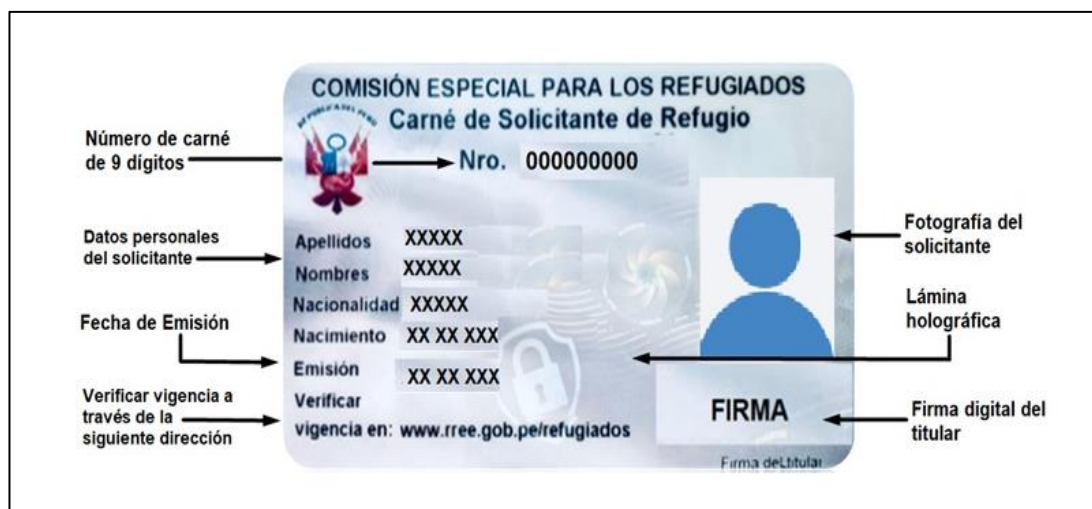 COMISIÓN ESPECIAL PARA LOS REFUGIADOS
Carné de Solicitante de Refugio
REPUBLICA DEL PERU
Número de carné
de 9 dígitos
Nro. 000000000
Datos personales
del solicitante
Apellidos XXXXX
Nombres XXXXX
Nacionalidad XXXXX
Nacimiento XX XX XXX
Fecha de Emisión
Emisión XX XX XXX
Verificar vigencia a
través de la
siguiente dirección
Verificar
vigencia en: www.rree.gob.pe/refugiados
Fotografía del
solicitante
Lámina
holográfica
FIRMA
Firma digital del
titular
Firma del titular